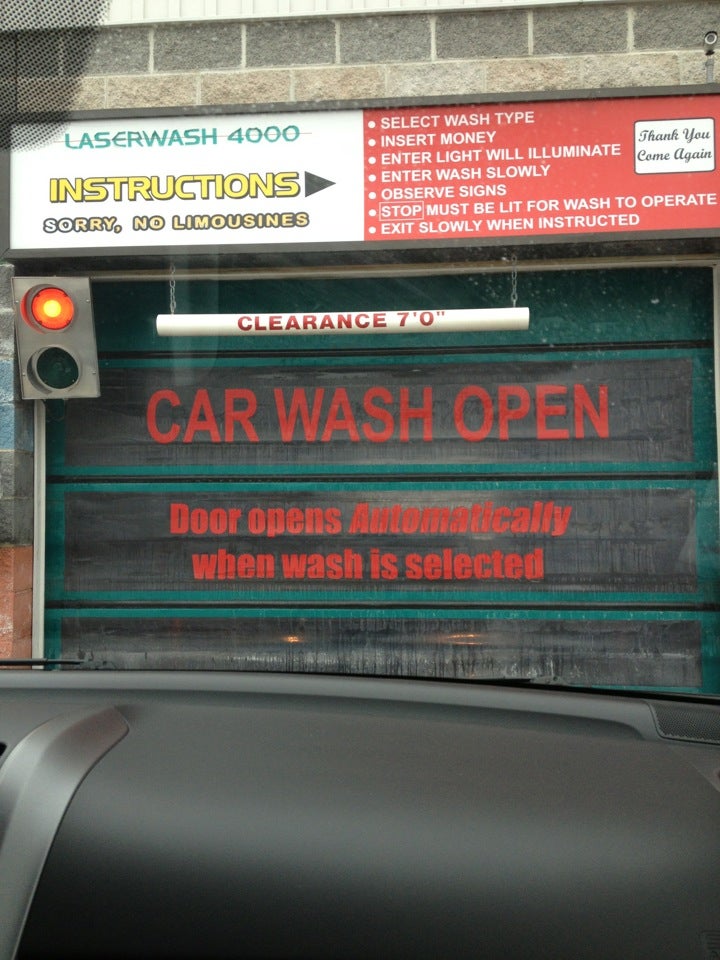 LASERWASH 4000
INSTRUCTIONS
SORRY, NO LIMOUSINES
• SELECT WASH TYPE
• INSERT MONEY
• ENTER LIGHT WILL ILLUMINATE
• ENTER WASH SLOWLY
• OBSERVE SIGNS
• STOP MUST BE LIT FOR WASH TO OPERATE
• EXIT SLOWLY WHEN INSTRUCTED
Thank You
Come Again
CLEARANCE 7'0"
CAR WASH OPEN
Door opens Automatically
when wash is selected